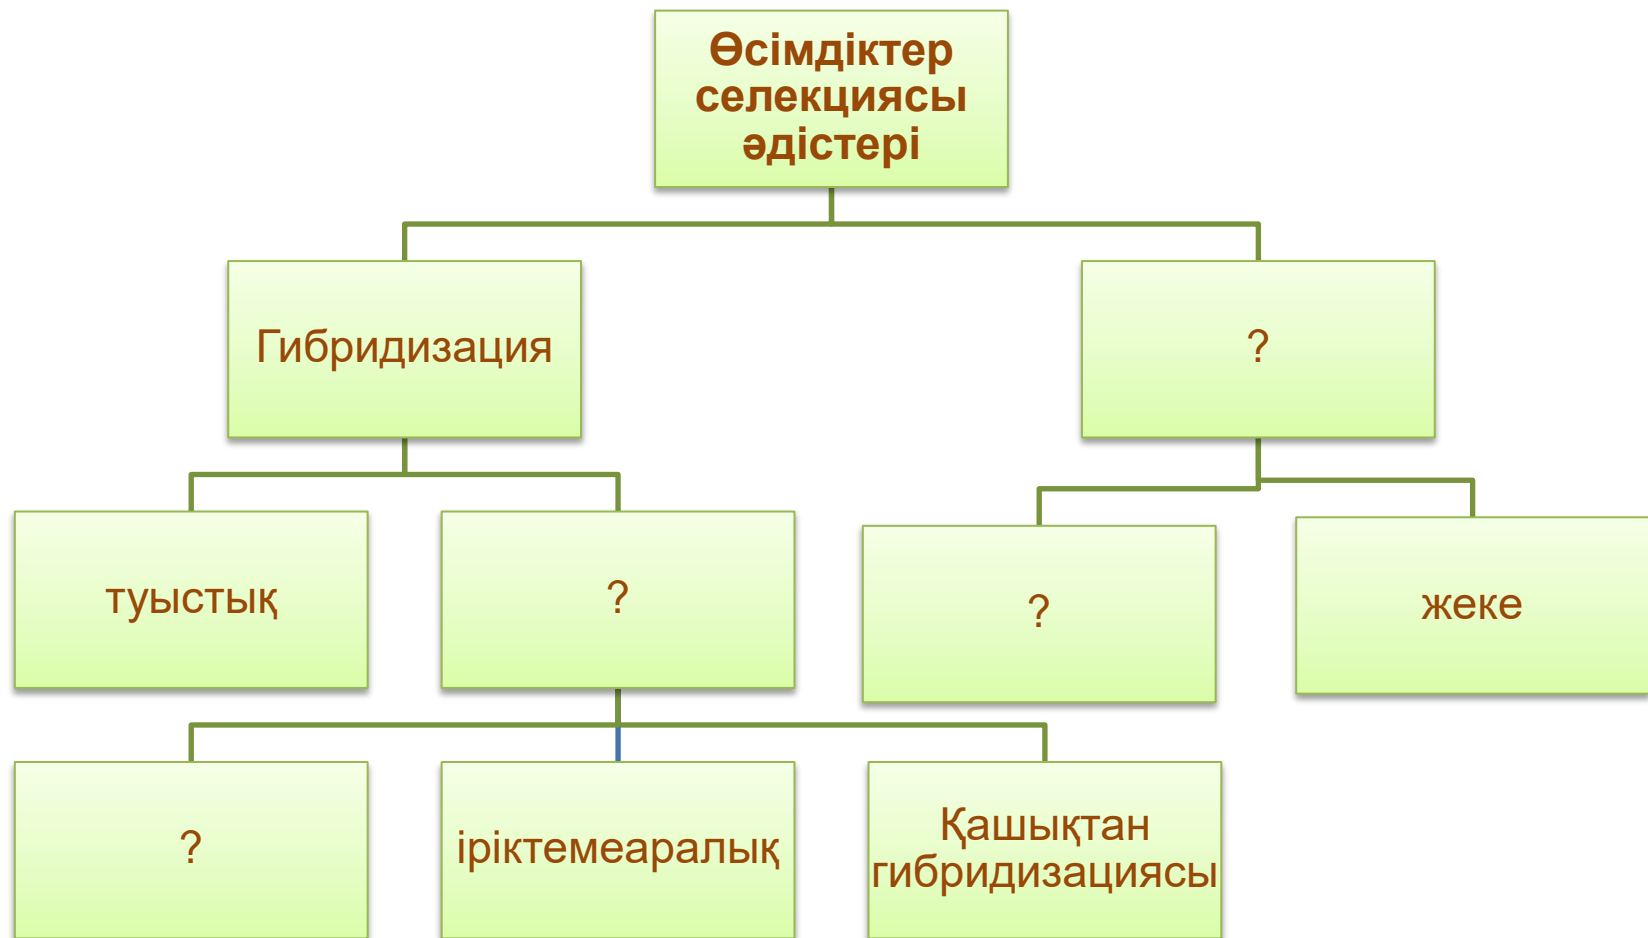 Өсімдіктер
селекциясы
әдістері
Гибридизация
?
туыстық
?
?
жеке
?
іріктемеаралық
Қашықтан
гибридизациясы